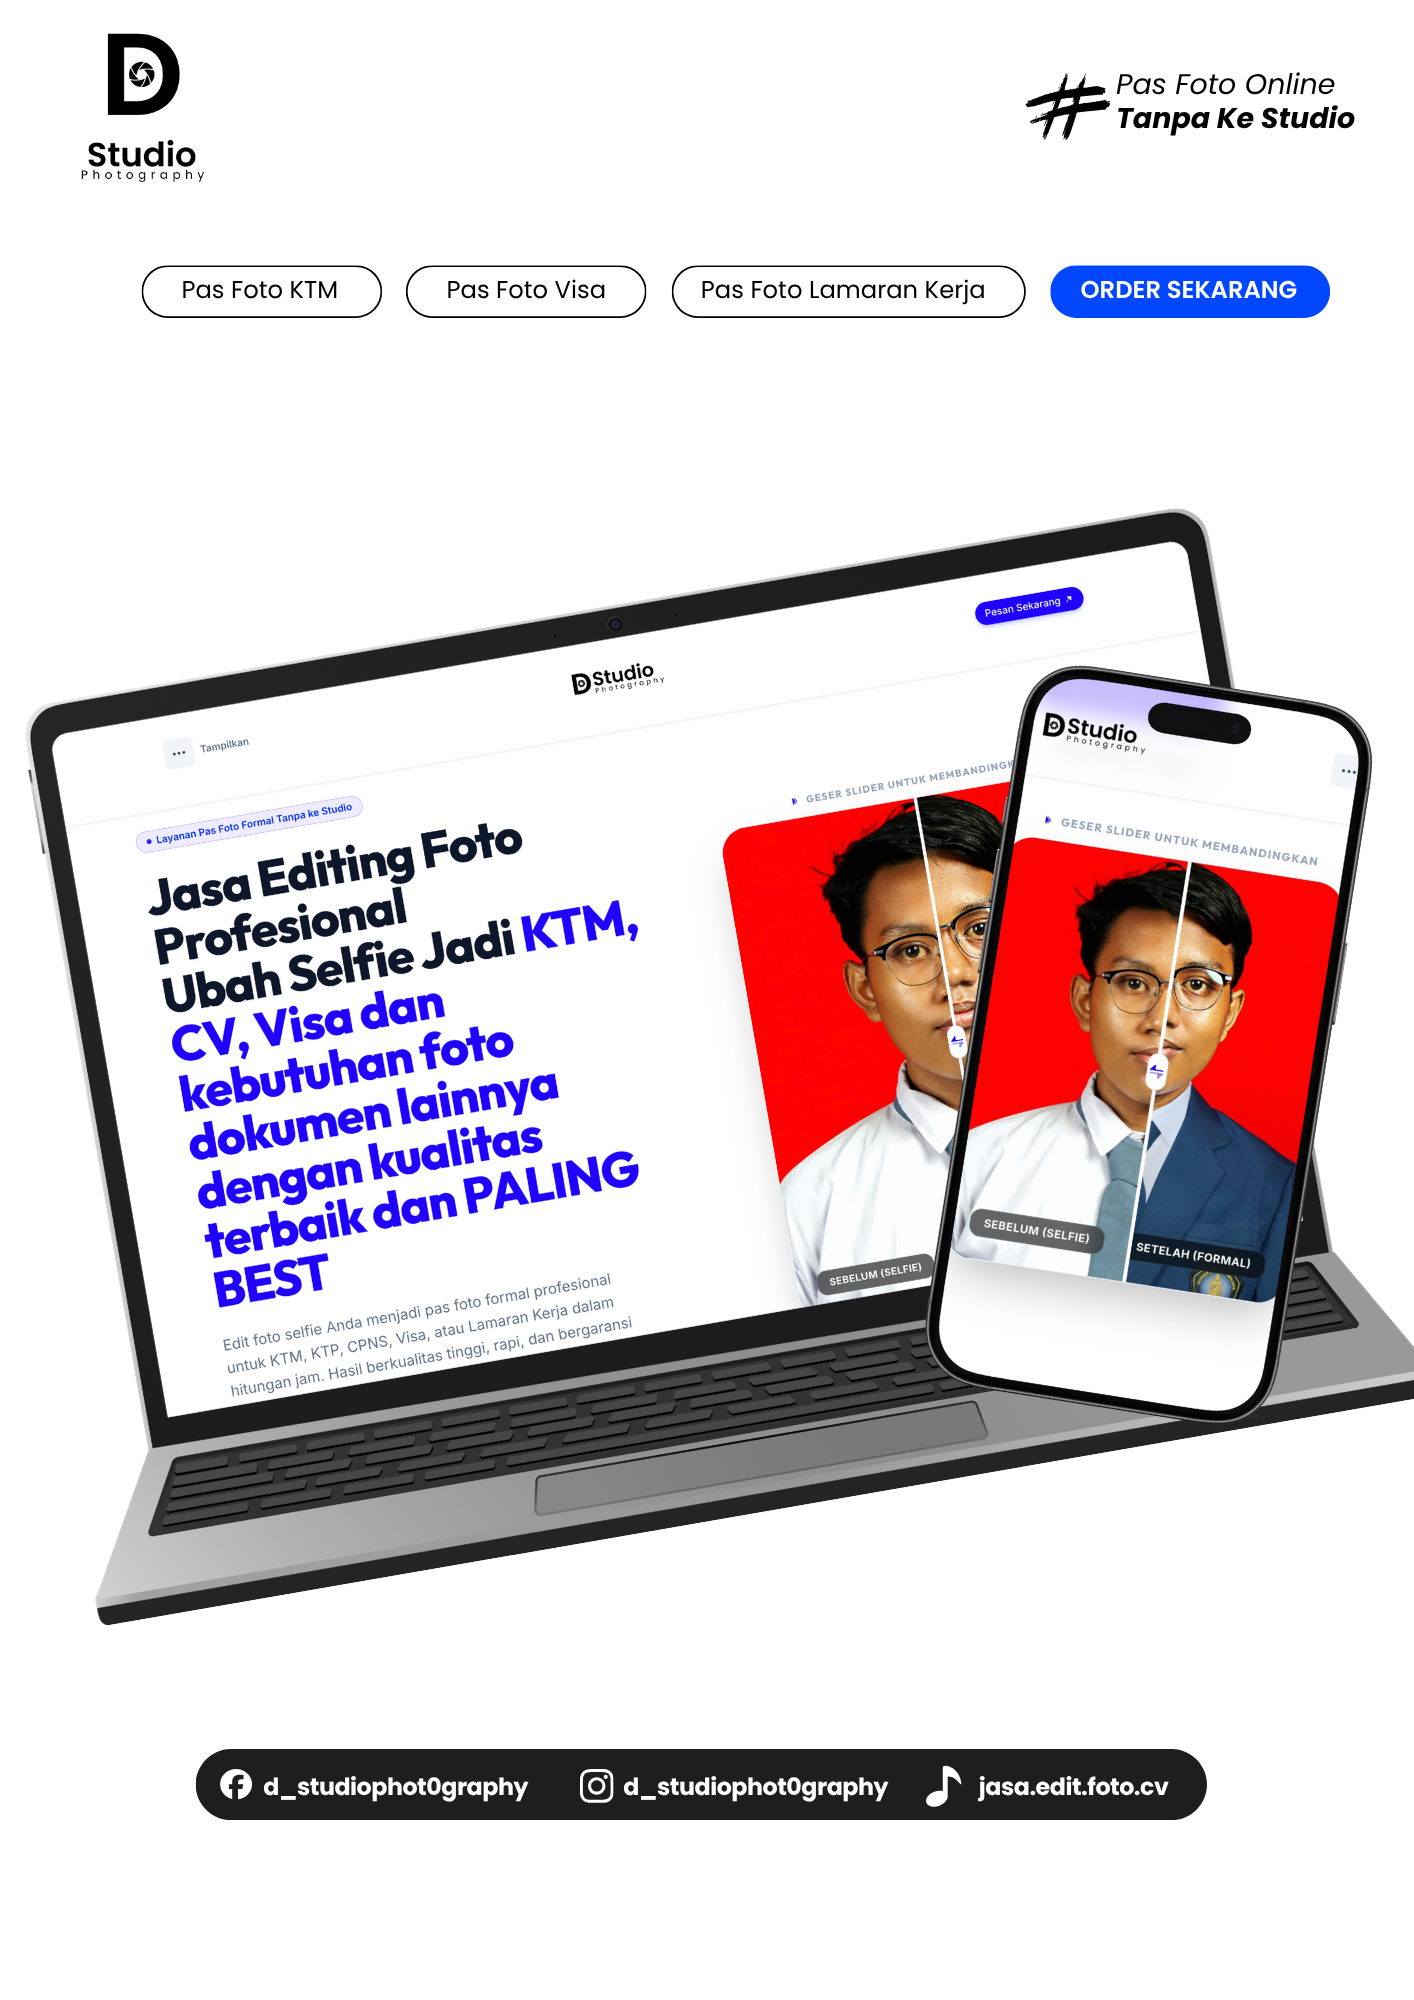 D
Studio
Photography
Pas Foto Online
Tanpa Ke Studio
Pas Foto KTM
Pas Foto Visa
Pas Foto Lamaran Kerja
ORDER SEKARANG
Pesan Sekarang
D Studio
Photography
Tampilkan
Layanan Pas Foto Formal Tanpa ke Studio
Jasa Editing Foto
Profesional
Ubah Selfie Jadi KTM,
CV, Visa dan
kebutuhan foto
dokumen lainnya
dengan kualitas
terbaik dan PALING
BEST
Edit foto selfie Anda menjadi pas foto formal profesional
untuk KTM, KTP, CPNS, Visa, atau Lamaran Kerja dalam
hitungan jam. Hasil berkualitas tinggi, rapi, dan bergaransi
GESER SLIDER UNTUK
SEBELUM (SELFIE)
D Studio
Photography
GESER SLIDER UNTUK MEMBANDINGKAN
SEBELUM (SELFIE)
SETELAH (FORMAL)
d_studiophot0graphy
d_studiophot0graphy
jasa.edit.foto.cv